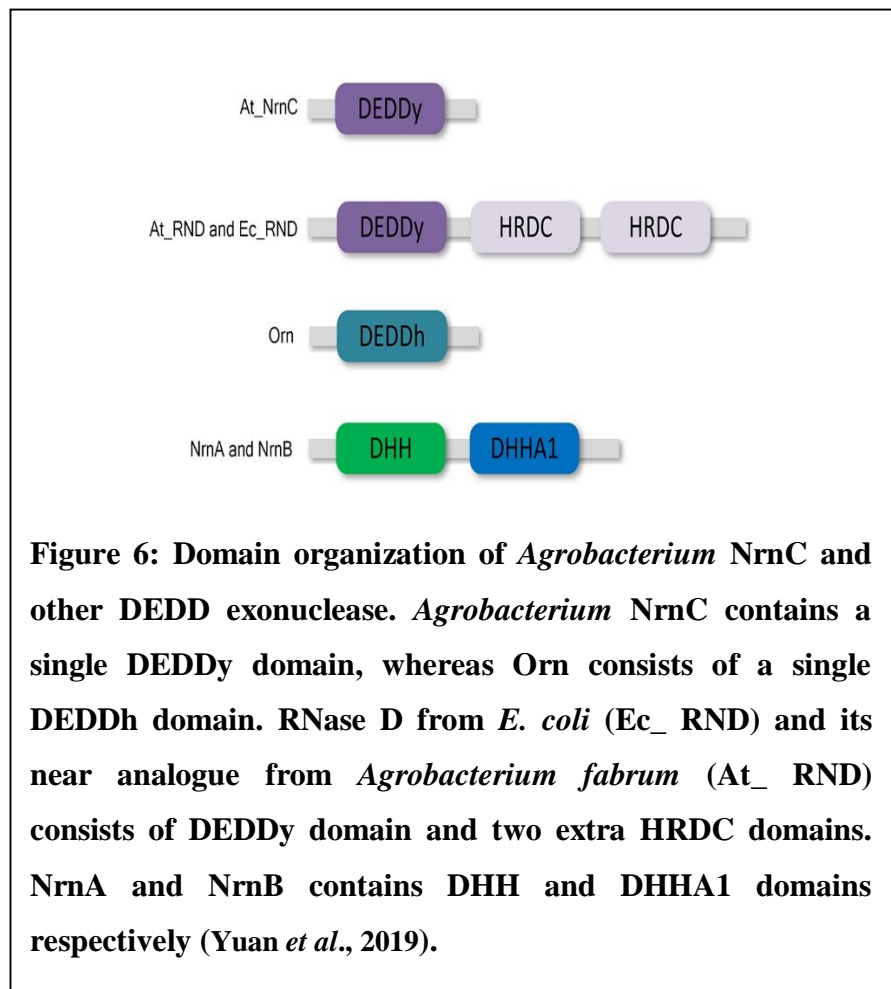 At_NrnC DEDDy
At_RND and Ec_RND DEDDy HRDC HRDC
Orn DEDDh
NrnA and NrnB DHH DHHA1
Figure 6: Domain organization of Agrobacterium NrnC and
other DEDD exonuclease. Agrobacterium NrnC contains a
single DEDDy domain, whereas Orn consists of a single
DEDDh domain. RNase D from E. coli (Ec_ RND) and its
near analogue from Agrobacterium fabrum (At_ RND)
consists of DEDDy domain and two extra HRDC domains.
NrnA and NrnB contains DHH and DHHA1 domains
respectively (Yuan et al., 2019).